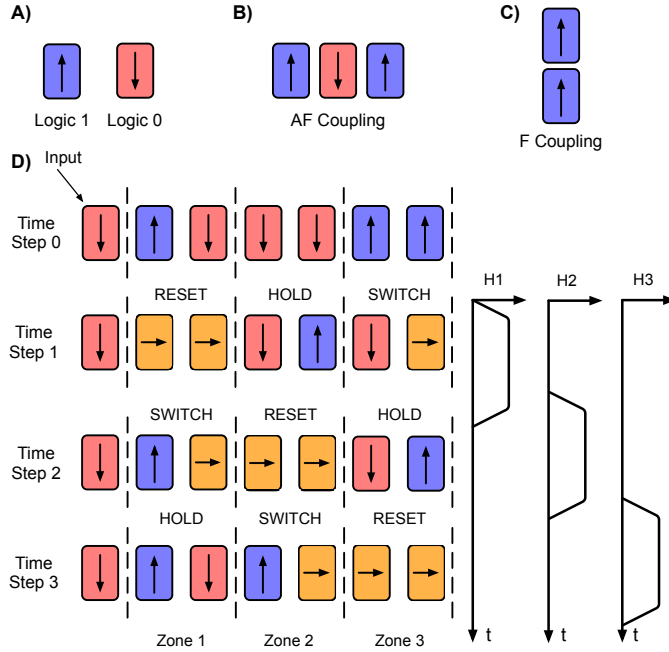 A)
B)
C)
Logic 1
Logic 0
AF Coupling
F Coupling
D)
Input
Time
Step 0
RESET
HOLD
SWITCH
H1
H2
H3
Time
Step 1
SWITCH
RESET
HOLD
Time
Step 2
HOLD
SWITCH
RESET
Time
Step 3
Zone 1
Zone 2
Zone 3
t
t
t